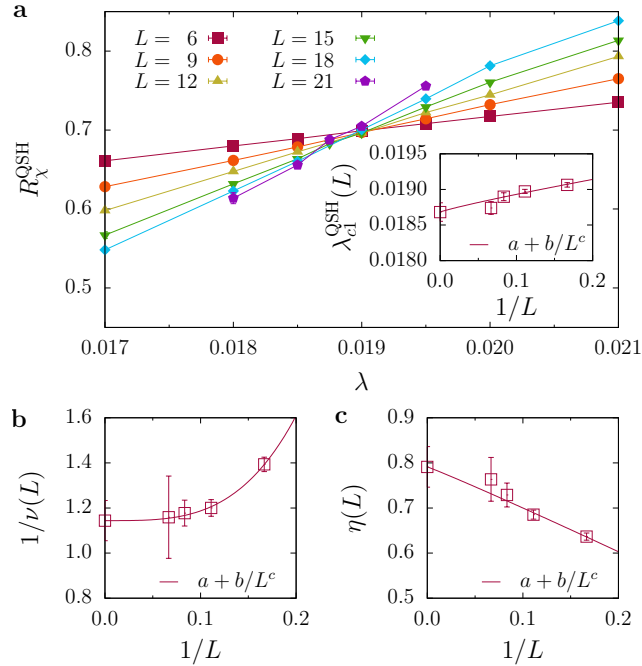 a
L = 6
L = 9
L = 12
L = 15
L = 18
L = 21
R_χ^QSH
0.8
0.7
0.6
0.5
0.017 0.018 0.019 0.020 0.021
λ
λ_c1^QSH(L)
0.0195
0.0190
0.0185
0.0180
0.0 0.1 0.2
1/L
a + b/L^c
b
1/ν(L)
1.6
1.4
1.2
1.0
0.8
0.0 0.1 0.2
1/L
a + b/L^c
c
η(L)
0.9
0.8
0.7
0.6
0.5
0.0 0.1 0.2
1/L
a + b/L^c